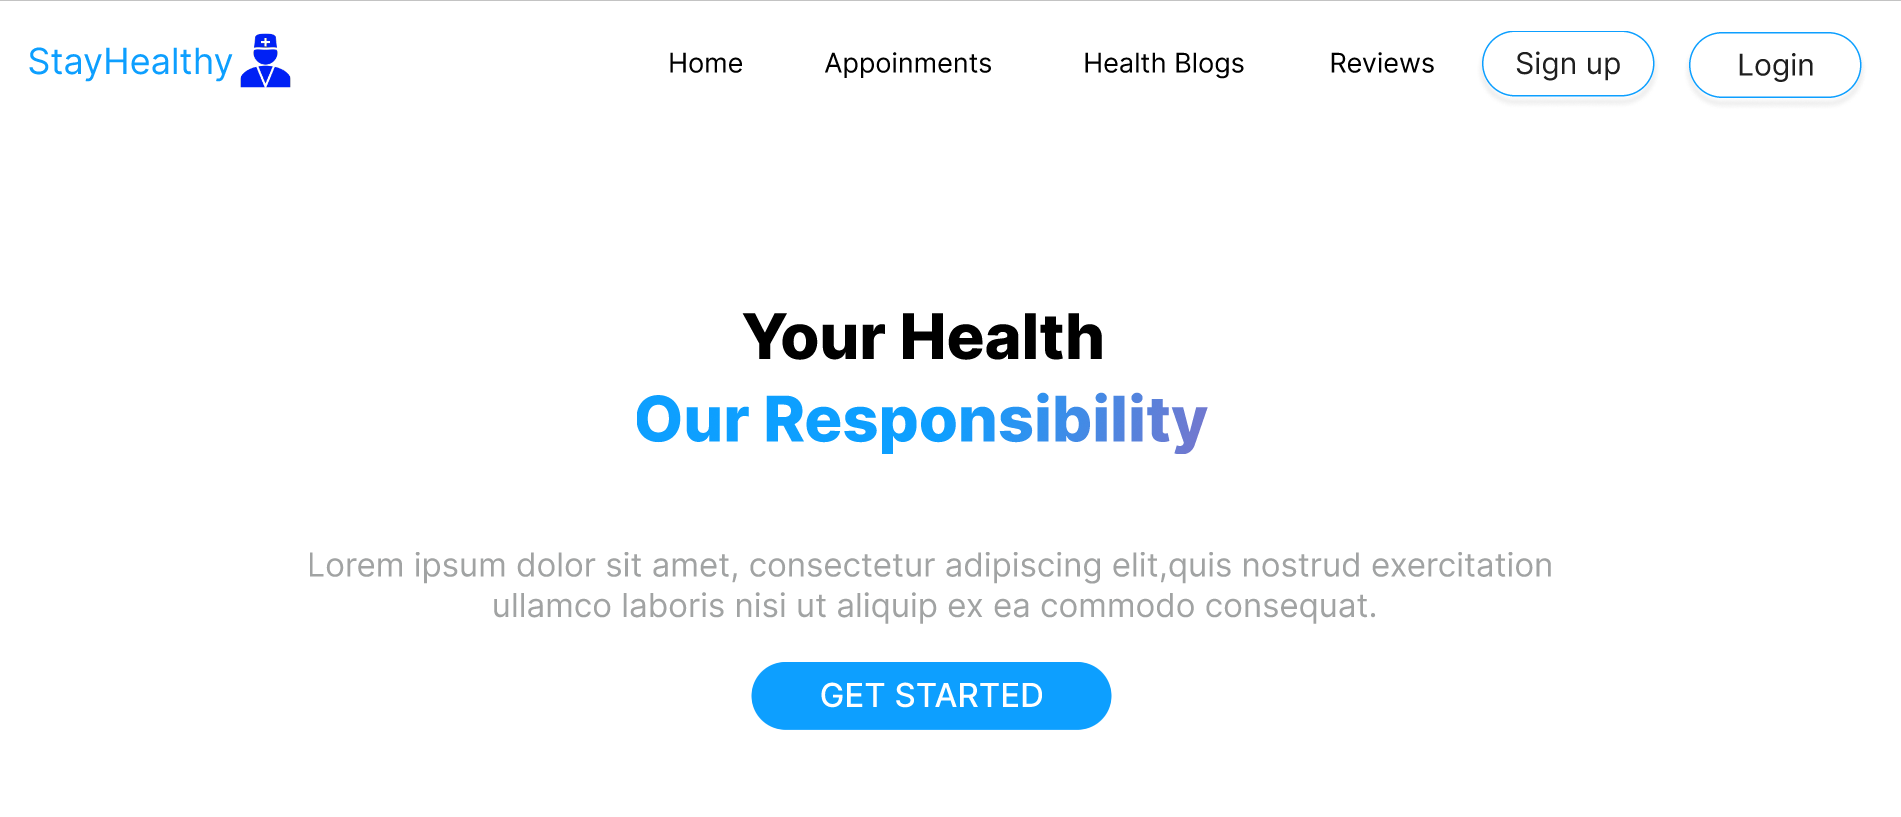 StayHealthy
Home
Appoinments
Health Blogs
Reviews
Sign up
Login
Your Health
Our Responsibility
Lorem ipsum dolor sit amet, consectetur adipiscing elit,quis nostrud exercitation
ullamco laboris nisi ut aliquip ex ea commodo consequat.
GET STARTED